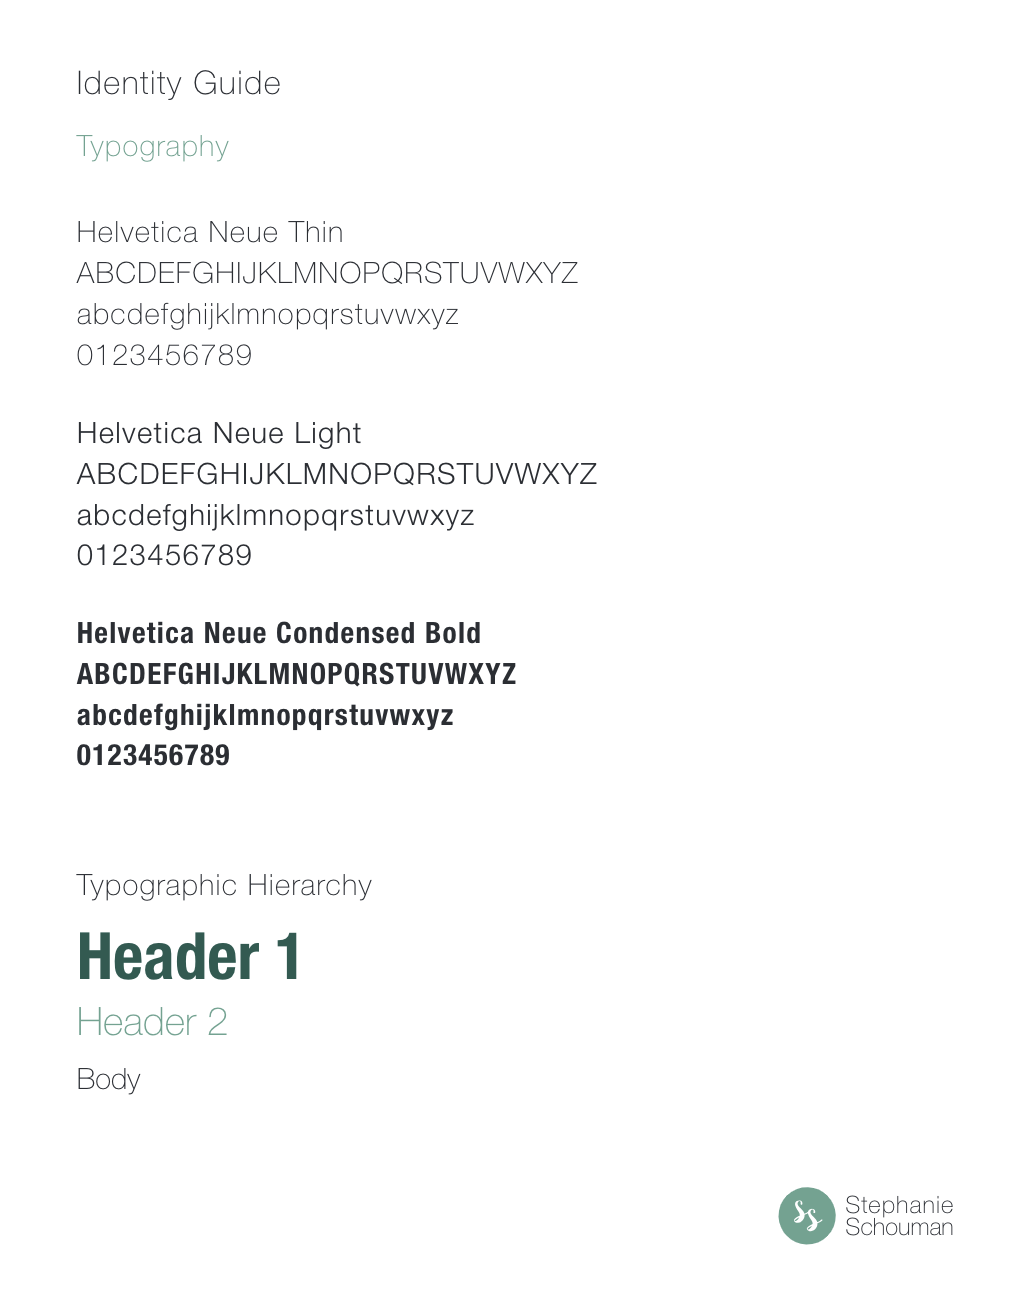 Identity Guide
Typography
Helvetica Neue Thin
ABCDEFGHIJKLMNOPQRSTUVWXYZ
abcdefghijklmnopqrstuvwxyz
0123456789
Helvetica Neue Light
ABCDEFGHIJKLMNOPQRSTUVWXYZ
abcdefghijklmnopqrstuvwxyz
0123456789
Helvetica Neue Condensed Bold
ABCDEFGHIJKLMNOPQRSTUVWXYZ
abcdefghijklmnopqrstuvwxyz
0123456789
Typographic Hierarchy
Header 1
Header 2
Body
SS
Stephanie
Schouman